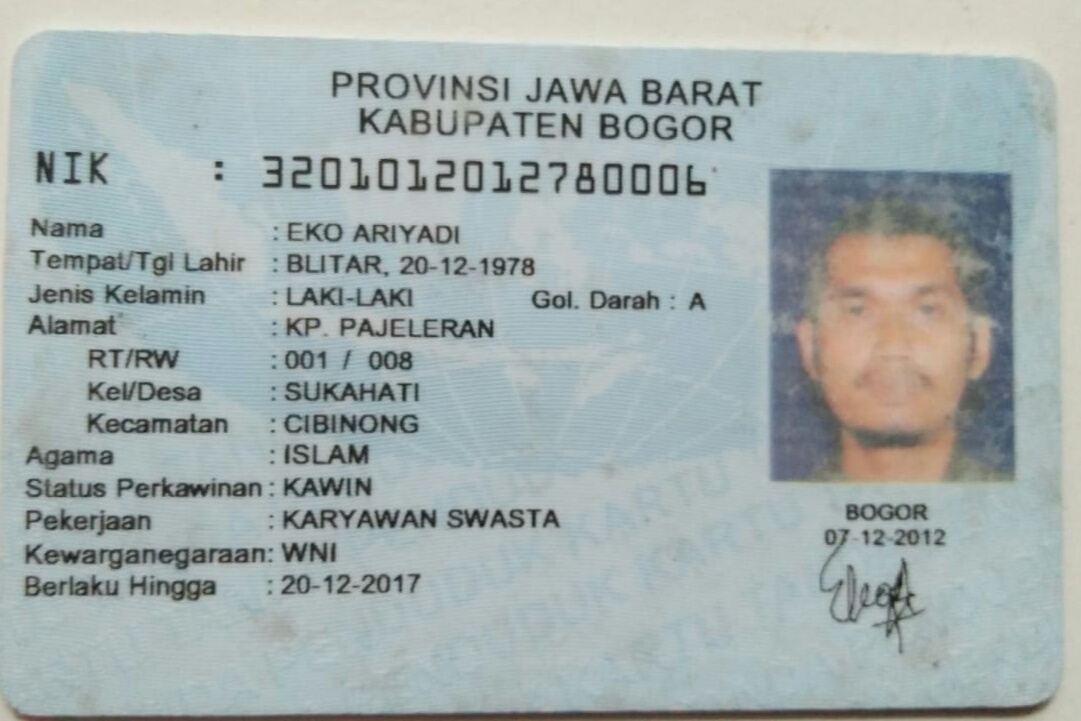 PROVINSI JAWA BARAT
KABUPATEN BOGOR
NIK : 3201012012780006
Nama : EKO ARIYADI
Tempat/Tgl Lahir : BLITAR, 20-12-1978
Jenis Kelamin : LAKI-LAKI Gol. Darah : A
Alamat : KP. PAJELERAN
RT/RW : 001 / 008
Kel/Desa : SUKAHATI
Kecamatan : CIBINONG
Agama : ISLAM
Status Perkawinan : KAWIN
Pekerjaan : KARYAWAN SWASTA
Kewarganegaraan: WNI
Berlaku Hingga : 20-12-2017
BOGOR
07-12-2012